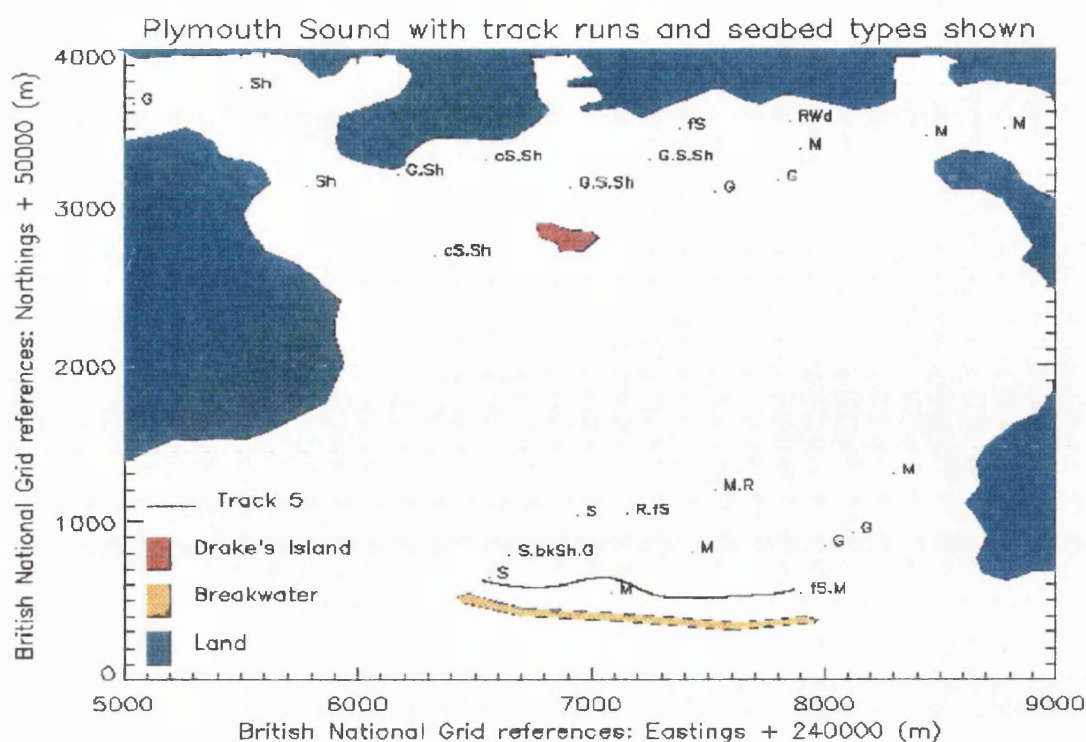 Plymouth Sound with track runs and seabed types shown
British National Grid references: Northings + 50000 (m)
4000
3000
2000
1000
0
G
Sh
fS
RWd
M
M
M
Sh
G.Sh
cS.Sh
G.S.Sh
G.S.Sh
G
G
cS.Sh
M
M.R
S
R.fS
G
G
M
S.bkSh.G
S
M
fS.M
Track 5
Drake's Island
Breakwater
Land
5000
6000
7000
8000
9000
British National Grid references: Eastings + 240000 (m)